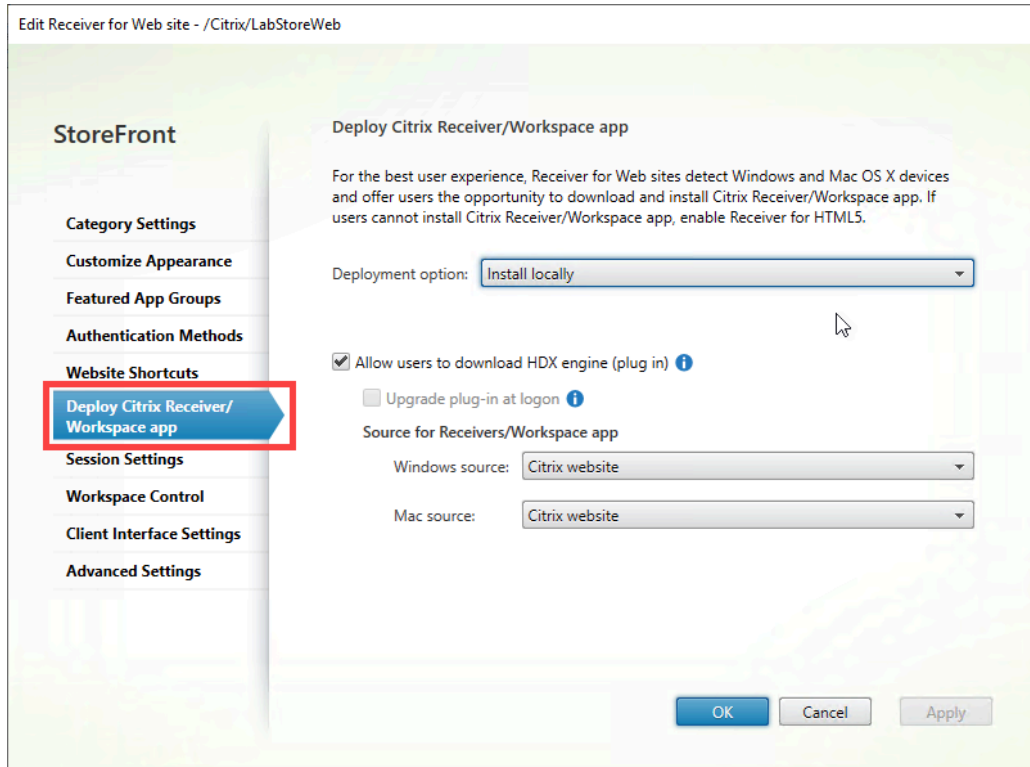 Edit Receiver for Web site - /Citrix/LabStoreWeb
StoreFront
Category Settings
Customize Appearance
Featured App Groups
Authentication Methods
Website Shortcuts
Deploy Citrix Receiver/
Workspace app
Session Settings
Workspace Control
Client Interface Settings
Advanced Settings
Deploy Citrix Receiver/Workspace app
For the best user experience, Receiver for Web sites detect Windows and Mac OS X devices
and offer users the opportunity to download and install Citrix Receiver/Workspace app. If
users cannot install Citrix Receiver/Workspace app, enable Receiver for HTML5.
Deployment option: Install locally
Allow users to download HDX engine (plug in)
Upgrade plug-in at logon
Source for Receivers/Workspace app
Windows source: Citrix website
Mac source: Citrix website
OK Cancel Apply